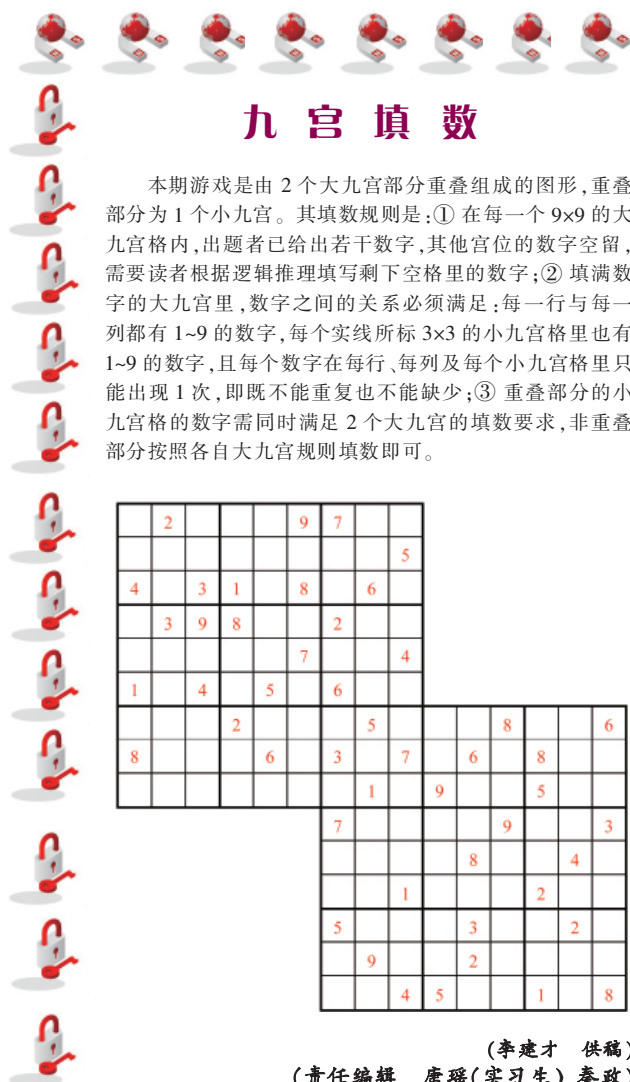 九宫填数
本期游戏是由 2 个大九宫部分重叠组成的图形,重叠
部分为 1 个小九宫。其填数规则是:① 在每一个 9×9 的大
九宫格内,出题者已给出若干数字,其他宫位的数字空留,
需要读者根据逻辑推理填写剩下空格里的数字;② 填满数
字的大九宫里,数字之间的关系必须满足:每一行与每一
列都有 1~9 的数字,每个实线所标 3×3 的小九宫格里也有
1~9 的数字,且每个数字在每行、每列及每个小九宫格里只
能出现 1 次,即既不能重复也不能缺少;③ 重叠部分的小
九宫格的数字需同时满足 2 个大九宫的填数要求,非重叠
部分按照各自大九宫规则填数即可。
2 9 7
5
4 3 1 8 6
3 9 8 2
7 4
1 4 5 6
2 5 8 6
8 6 3 7 6 8
1 9 5
7 9 3
8 4
1 2
5 3 2
9 2
4 5 1 8
(李建才 供稿)
(责任编辑 唐瑶(实习生) 秦政)